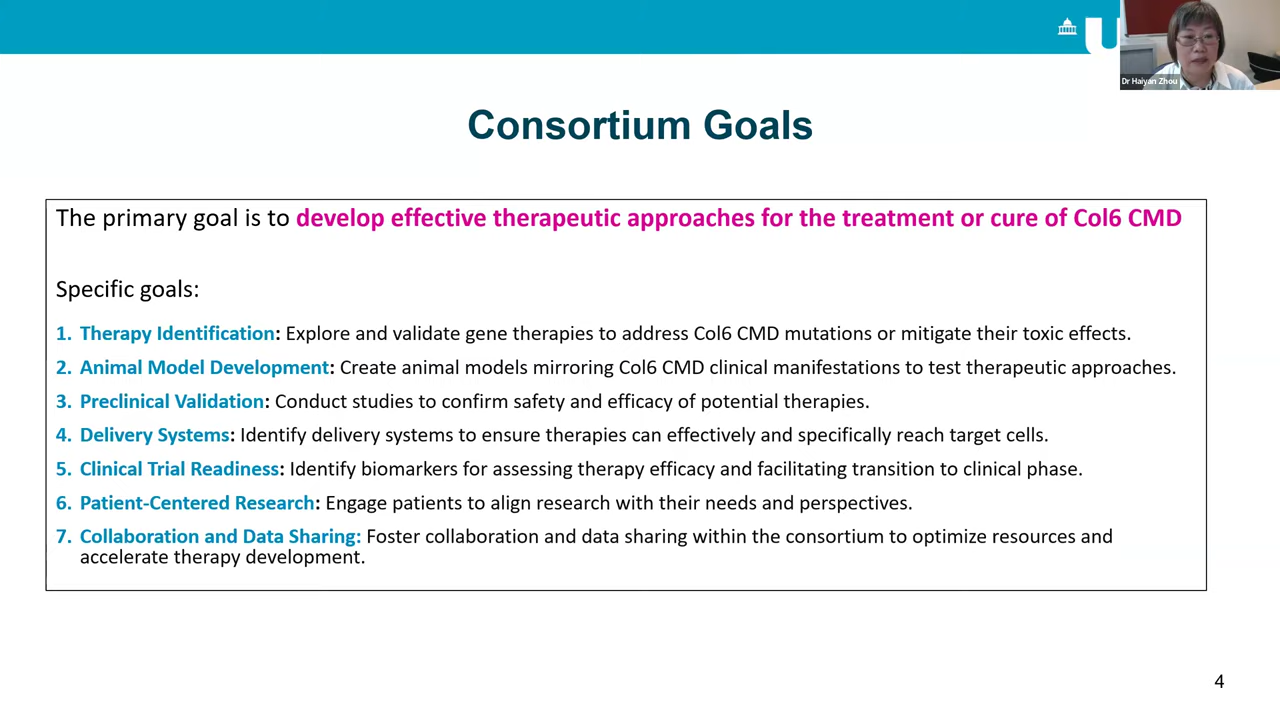 U
Dr Haiyan Zhou
Consortium Goals
The primary goal is to develop effective therapeutic approaches for the treatment or cure of Col6 CMD
Specific goals:
1. Therapy Identification: Explore and validate gene therapies to address Col6 CMD mutations or mitigate their toxic effects.
2. Animal Model Development: Create animal models mirroring Col6 CMD clinical manifestations to test therapeutic approaches.
3. Preclinical Validation: Conduct studies to confirm safety and efficacy of potential therapies.
4. Delivery Systems: Identify delivery systems to ensure therapies can effectively and specifically reach target cells.
5. Clinical Trial Readiness: Identify biomarkers for assessing therapy efficacy and facilitating transition to clinical phase.
6. Patient-Centered Research: Engage patients to align research with their needs and perspectives.
7. Collaboration and Data Sharing: Foster collaboration and data sharing within the consortium to optimize resources and
accelerate therapy development.
4